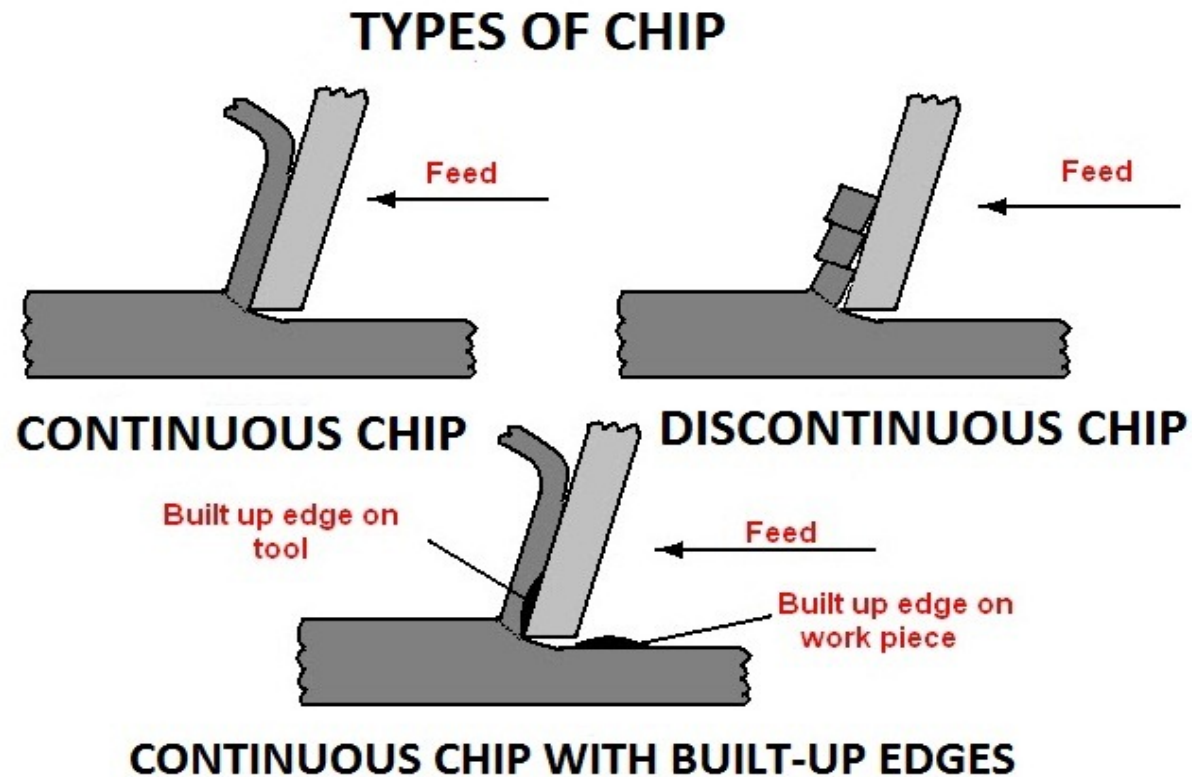 TYPES OF CHIP
Feed
Feed
CONTINUOUS CHIP
DISCONTINUOUS CHIP
Built up edge on
tool
Feed
Built up edge on
work piece
CONTINUOUS CHIP WITH BUILT-UP EDGES